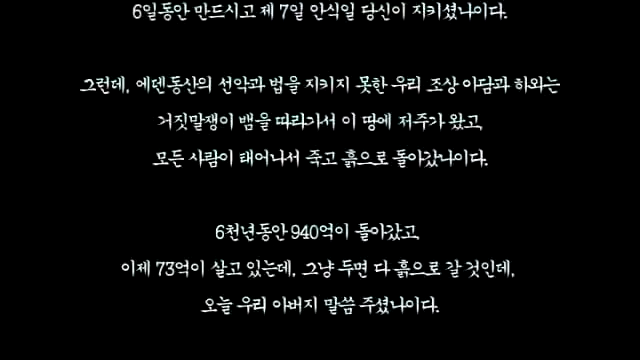 6일동안 만드시고 제 7일 안식일 당신이 지키셨나이다.
그런데, 에덴동산의 선악과 법을 지키지 못한 우리 조상 아담과 하와는
거짓말쟁이 뱀을 따라가서 이 땅에 저주가 왔고,
모든 사람이 태어나서 죽고 흙으로 돌아갔나이다.
6천년동안 940억이 돌아갔고,
이제 73억이 살고 있는데, 그냥 두면 다 흙으로 갈 것인데,
오늘 우리 아버지 말씀 주셨나이다.